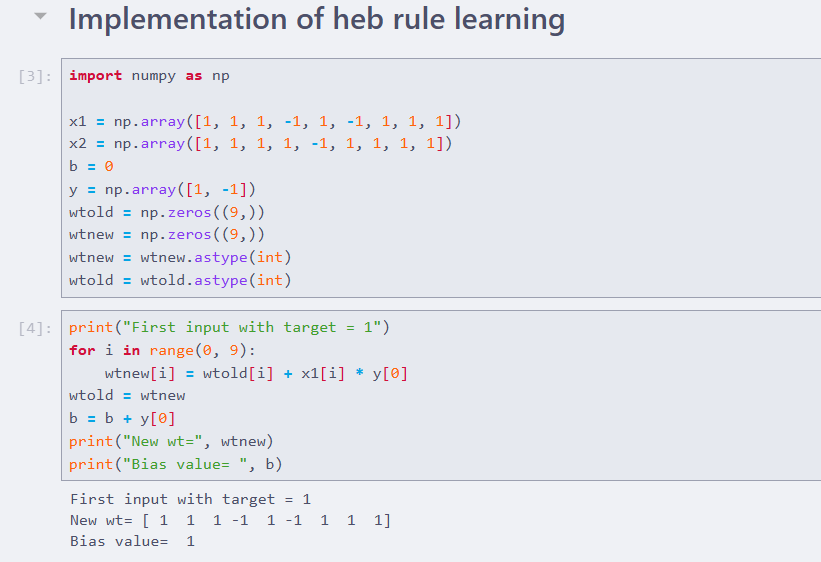 Implementation of heb rule learning
[3]:
import numpy as np
x1 = np.array([1, 1, 1, -1, 1, -1, 1, 1, 1])
x2 = np.array([1, 1, 1, 1, -1, 1, 1, 1, 1])
b = 0
y = np.array([1, -1])
wtold = np.zeros((9,))
wtnew = np.zeros((9,))
wtnew = wtnew.astype(int)
wtold = wtold.astype(int)
[4]:
print("First input with target = 1")
for i in range(0, 9):
    wtnew[i] = wtold[i] + x1[i] * y[0]
wtold = wtnew
b = b + y[0]
print("New wt=", wtnew)
print("Bias value= ", b)
First input with target = 1
New wt= [ 1  1  1 -1  1 -1  1  1  1]
Bias value=  1